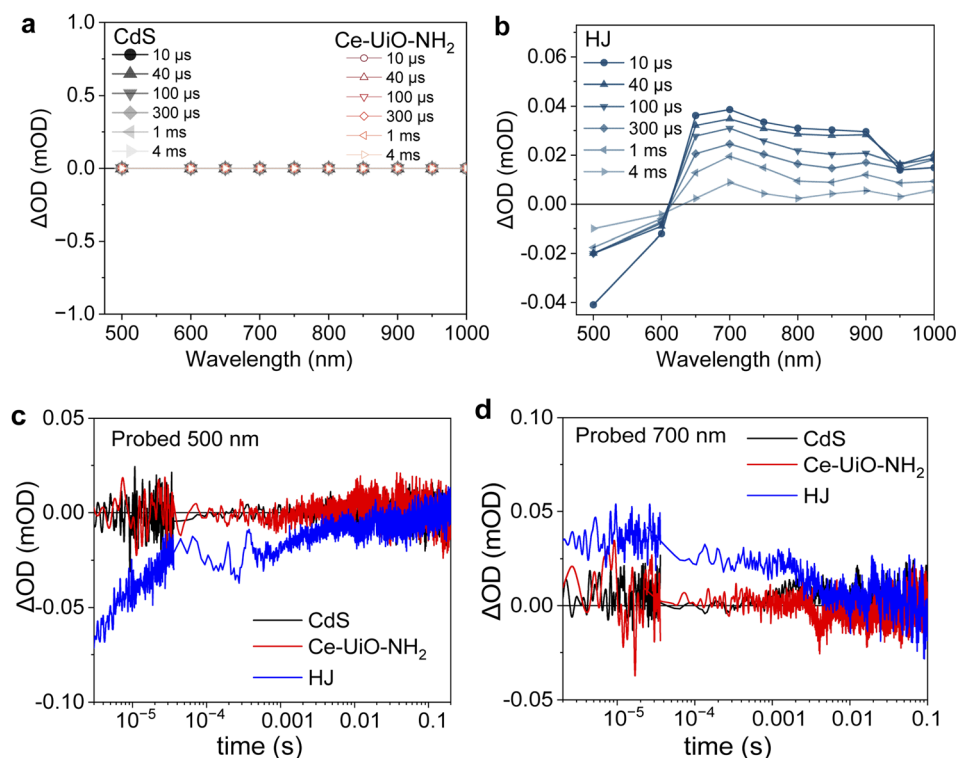 a
CdS
10 μs
40 μs
100 μs
300 μs
1 ms
4 ms
Ce-UiO-NH₂
10 μs
40 μs
100 μs
300 μs
1 ms
4 ms
1.0
0.5
0.0
−0.5
−1.0
ΔOD (mOD)
500 600 700 800 900 1000
Wavelength (nm)
b
HJ
10 μs
40 μs
100 μs
300 μs
1 ms
4 ms
0.06
0.04
0.02
0.00
-0.02
-0.04
ΔOD (mOD)
500 600 700 800 900 1000
Wavelength (nm)
c
Probed 500 nm
CdS
Ce-UiO-NH₂
HJ
0.05
0.00
-0.05
-0.10
ΔOD (mOD)
10⁻⁵ 10⁻⁴ 0.001 0.01 0.1
time (s)
d
Probed 700 nm
CdS
Ce-UiO-NH₂
HJ
0.10
0.05
0.00
-0.05
ΔOD (mOD)
10⁻⁵ 10⁻⁴ 0.001 0.01 0.1
time (s)